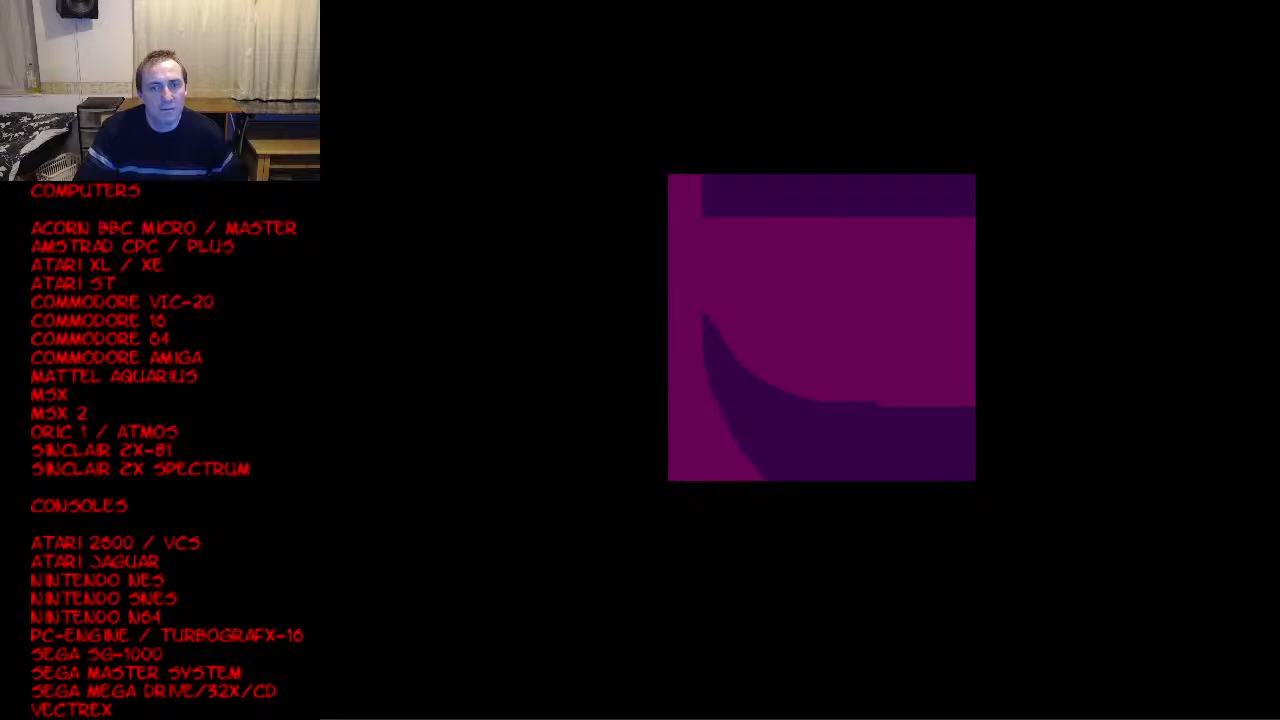 COMPUTERS
ACORN BBC MICRO / MASTER
AMSTRAD CPC / PLUS
ATARI XL / XE
ATARI ST
COMMODORE VIC-20
COMMODORE 16
COMMODORE 64
COMMODORE AMIGA
MATTEL AQUARIUS
MSX
MSX 2
ORIC 1 / ATMOS
SINCLAIR ZX-81
SINCLAIR ZX SPECTRUM
CONSOLES
ATARI 2600 / VCS
ATARI JAGUAR
NINTENDO NES
NINTENDO SNES
NINTENDO N64
PC-ENGINE / TURBOGRAFX-16
SEGA SG-1000
SEGA MASTER SYSTEM
SEGA MEGA DRIVE/32X/CD
VECTREX